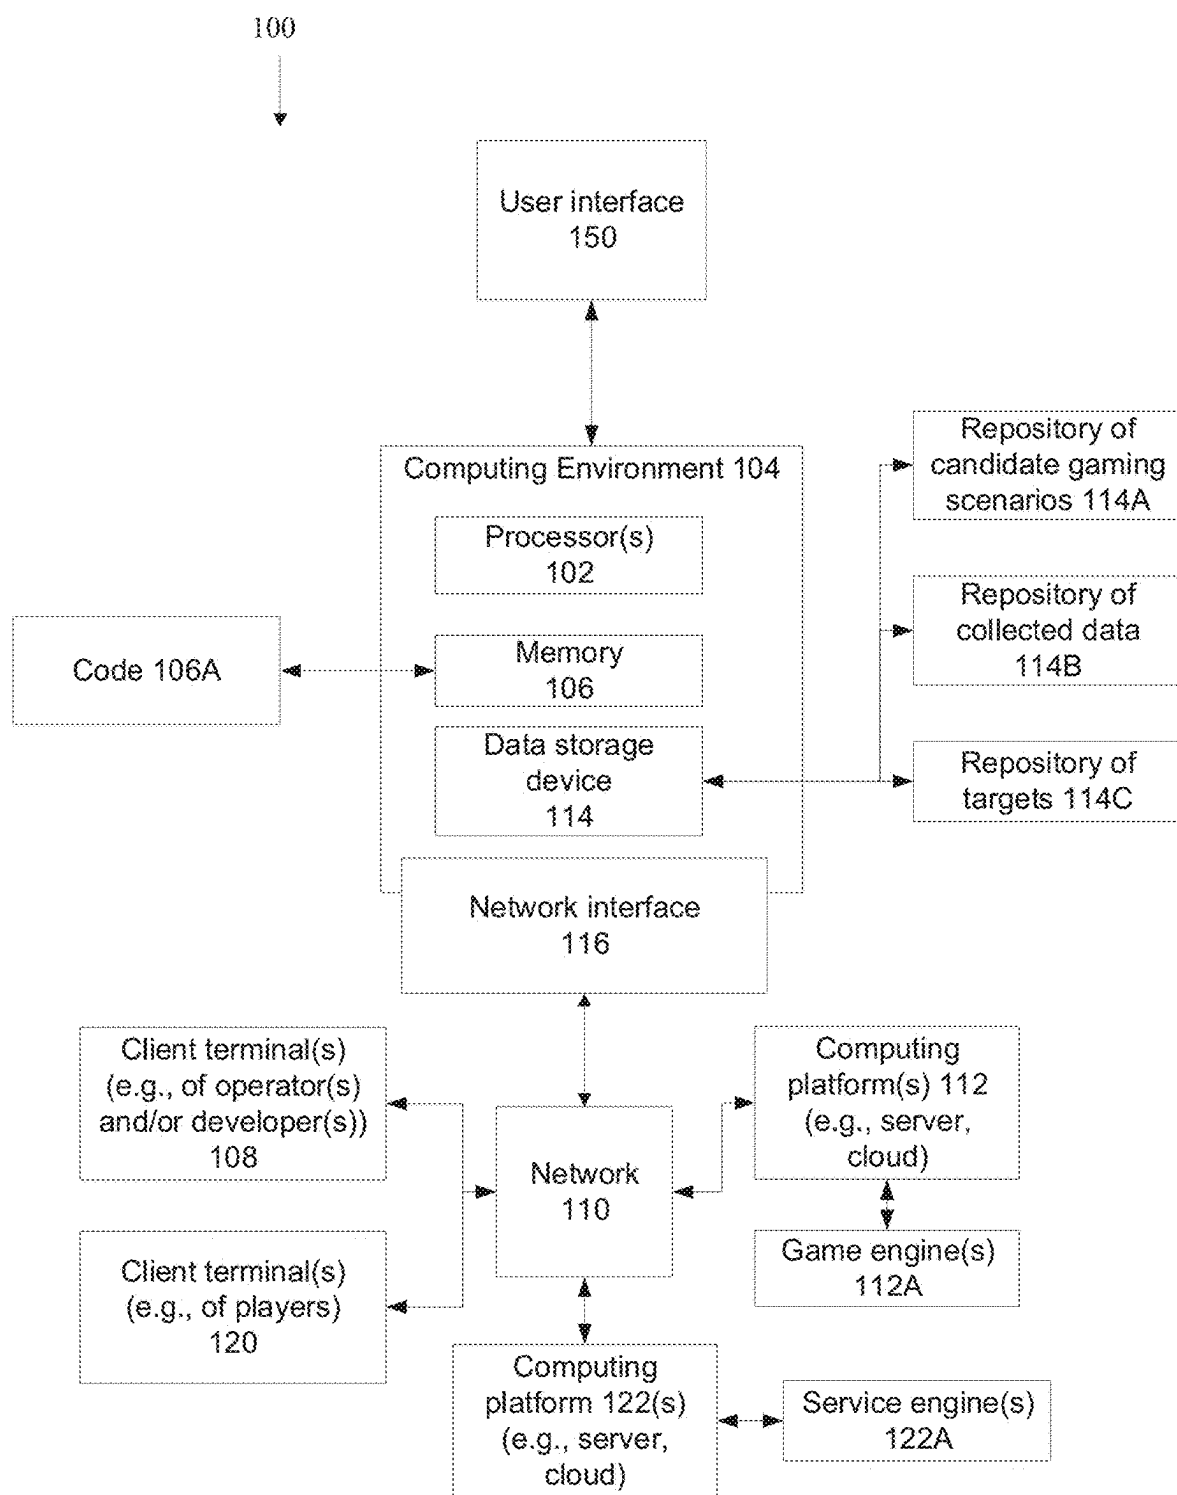 100
User interface
150
Computing Environment 104
Processor(s)
102
Memory
106
Data storage
device
114
Code 106A
Repository of
candidate gaming
scenarios 114A
Repository of
collected data
114B
Repository of
targets 114C
Network interface
116
Client terminal(s)
(e.g., of operator(s)
and/or developer(s))
108
Client terminal(s)
(e.g., of players)
120
Network
110
Computing
platform(s) 112
(e.g., server,
cloud)
Game engine(s)
112A
Computing
platform 122(s)
(e.g., server,
cloud)
Service engine(s)
122A